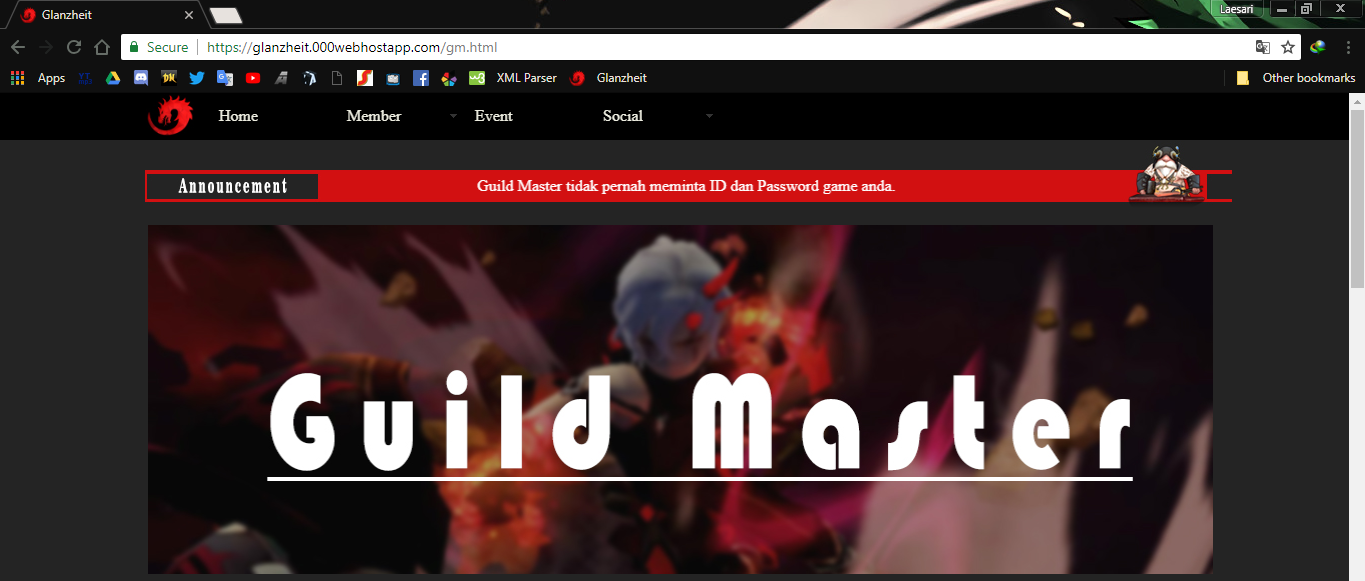 Glanzheit
Laesari
Secure https://glanzheit.000webhostapp.com/gm.html
Apps XML Parser Glanzheit Other bookmarks
Home Member Event Social
Announcement Guild Master tidak pernah meminta ID dan Password game anda.
Guild Master